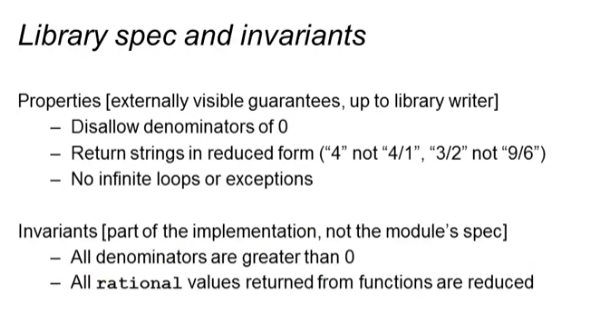 Library spec and invariants
Properties [externally visible guarantees, up to library writer]
– Disallow denominators of 0
– Return strings in reduced form (“4” not “4/1”, “3/2” not “9/6”)
– No infinite loops or exceptions
Invariants [part of the implementation, not the module’s spec]
– All denominators are greater than 0
– All rational values returned from functions are reduced